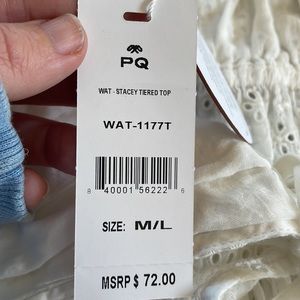 PQ
WAT - STACEY TIERED TOP
WAT-1177T
8 40001 56222 6
SIZE: M/L
MSRP $ 72.00